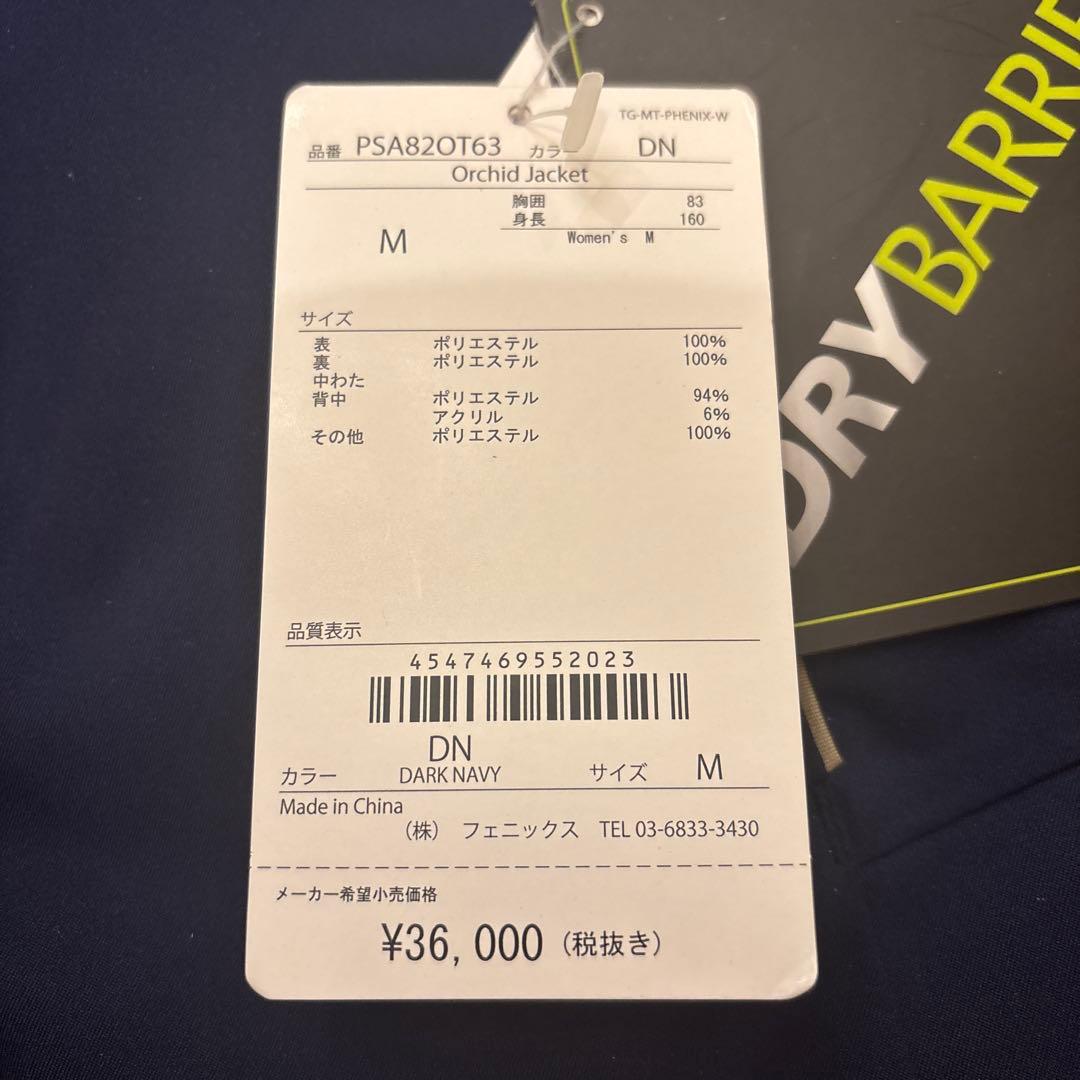 TG-MT-PHENIX-W
品番 PSA82OT63 カラー DN
Orchid Jacket
胸囲 83
身長 160
M
Women's M
サイズ
表 ポリエステル 100%
裏 ポリエステル 100%
中わた
背中 ポリエステル 94%
アクリル 6%
その他 ポリエステル 100%
品質表示
4547469552023
DN
カラー DARK NAVY サイズ M
Made in China
(株) フェニックス TEL 03-6833-3430
メーカー希望小売価格
¥36,000 (税抜き)
DRYBARRIE